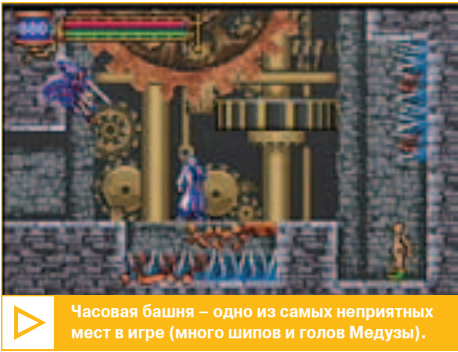 Часовая башня – одно из самых неприятных
мест в игре (много шипов и голов Медузы).